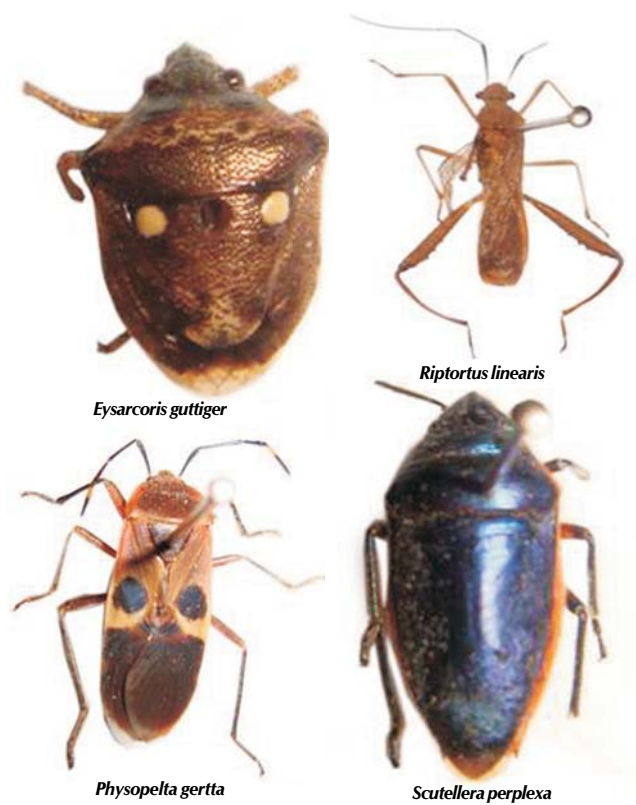 Eysarcoris guttiger
Riptortus linearis
Physopelta gertta
Scutellera perplexa